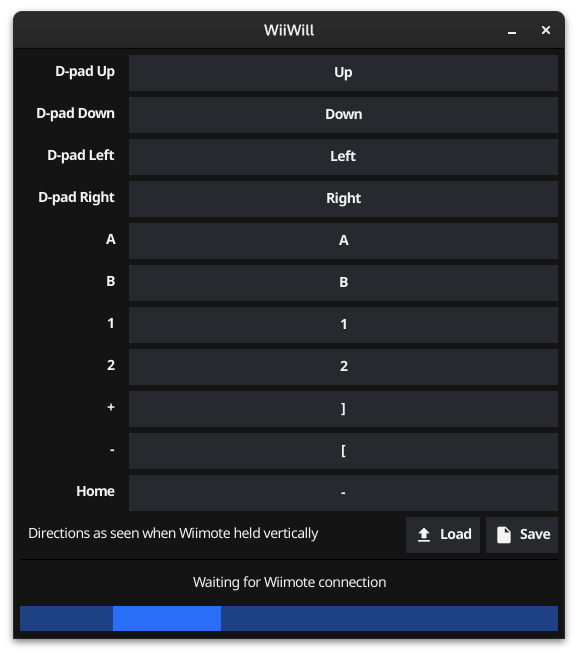 WiiWill
D-pad Up Up
D-pad Down Down
D-pad Left Left
D-pad Right Right
A A
B B
1 1
2 2
+ ]
- [
Home -
Directions as seen when Wiimote held vertically Load Save
Waiting for Wiimote connection